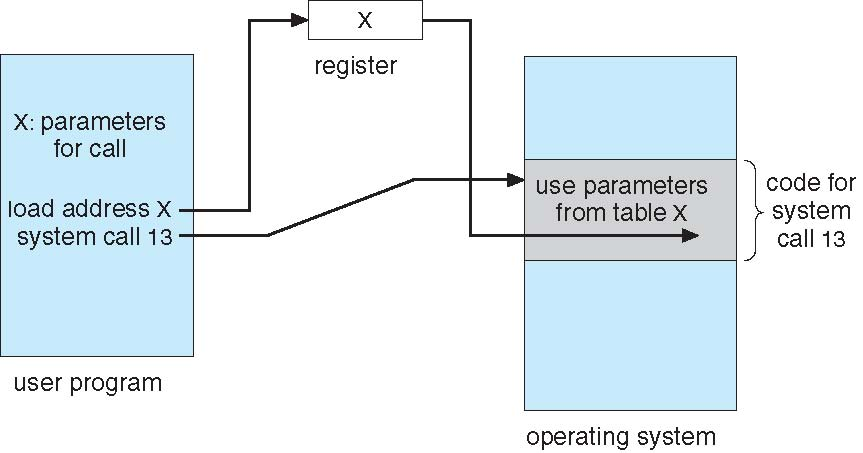 X
register
X: parameters
for call
load address X
system call 13
user program
use parameters
from table X
code for
system
call 13
operating system